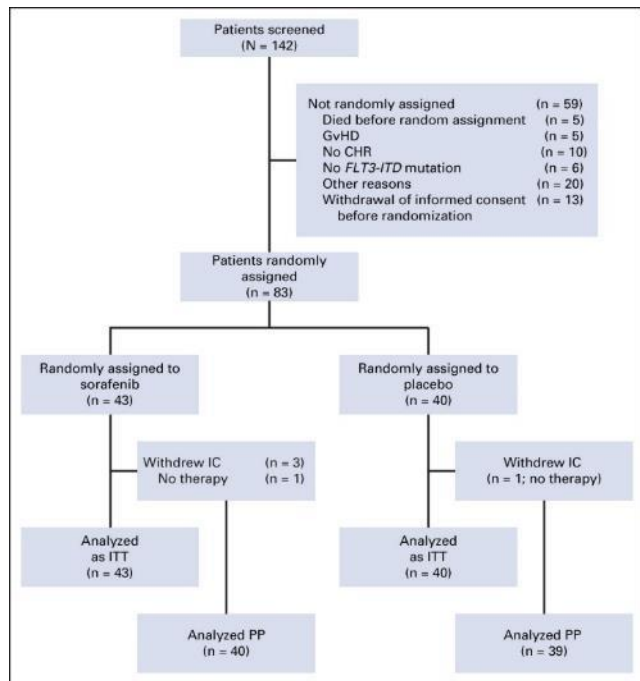 Patients screened
(N = 142)
Not randomly assigned (n = 59)
Died before random assignment (n = 5)
GvHD (n = 5)
No CHR (n = 10)
No FLT3-ITD mutation (n = 6)
Other reasons (n = 20)
Withdrawal of informed consent (n = 13)
before randomization
Patients randomly
assigned
(n = 83)
Randomly assigned to
sorafenib
(n = 43)
Randomly assigned to
placebo
(n = 40)
Withdrew IC (n = 3)
No therapy (n = 1)
Withdrew IC
(n = 1; no therapy)
Analyzed
as ITT
(n = 43)
Analyzed
as ITT
(n = 40)
Analyzed PP
(n = 40)
Analyzed PP
(n = 39)